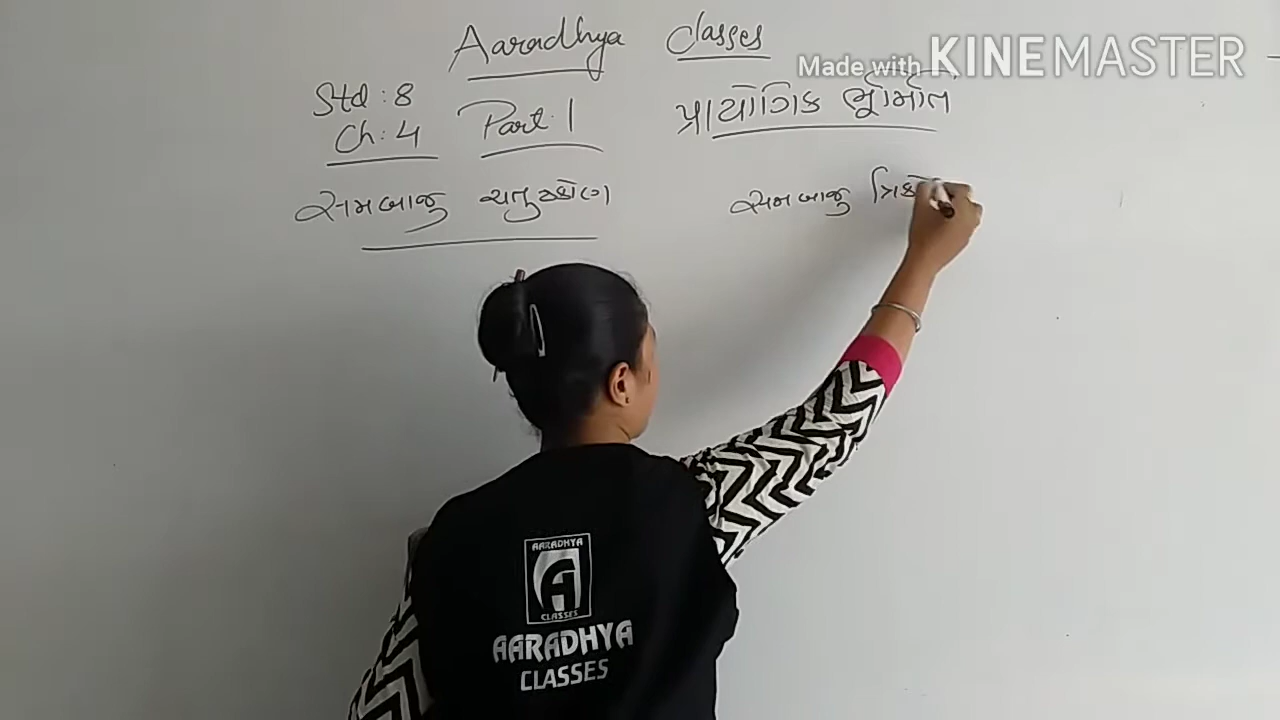 Aaradhya Classes
Made with KINEMASTER
Std : 8
Ch : 4
Part : 1
પ્રાયોગિક ભૂમિતિ
સમબાજુ ચતુષ્કોણ
સમબાજુ
AARADHYA
CLASSES
AARADHYA
CLASSES